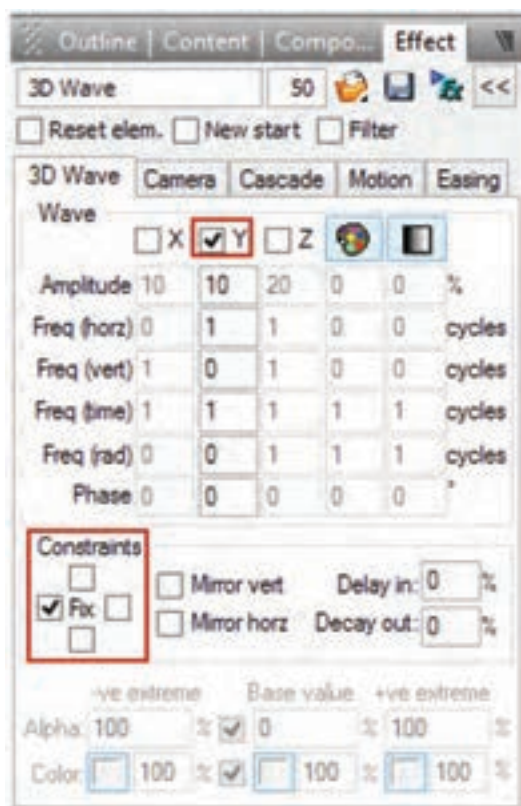 Outline | Content | Compo... Effect
3D Wave 50 Fx <<
Reset elem. New start Filter
3D Wave Camera Cascade Motion Easing
Wave
X Y Z
Amplitude 10 10 20 0 0 %
Freq (horz) 0 1 1 0 0 cycles
Freq (vert) 1 0 1 0 0 cycles
Freq (time) 1 1 1 1 1 cycles
Freq (rad) 0 0 1 1 1 cycles
Phase 0 0 0 0 0 °
Constraints
Fix
Mirror vert Delay in: 0 %
Mirror horz Decay out: 0 %
-ve extreme Base value +ve extreme
Alpha: 100 % 0 % 100 %
Color: 100 % 100 % 100 %